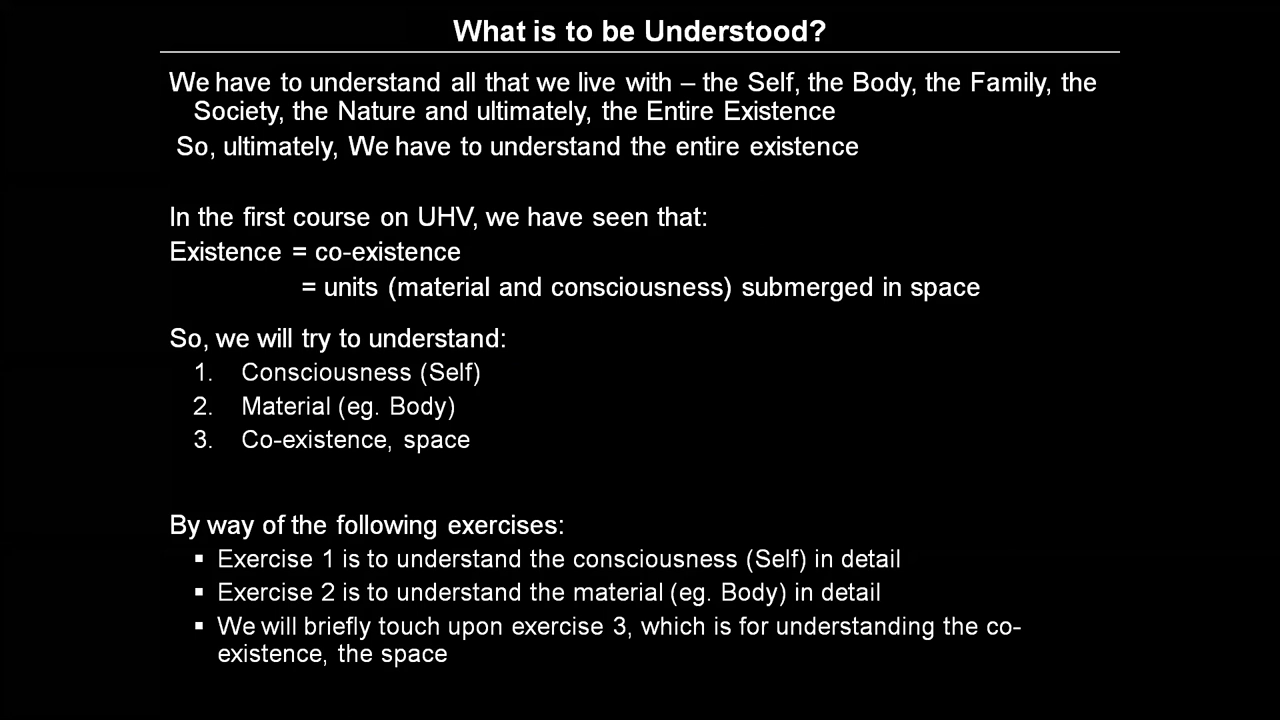 What is to be Understood?
We have to understand all that we live with – the Self, the Body, the Family, the
Society, the Nature and ultimately, the Entire Existence
So, ultimately, We have to understand the entire existence
In the first course on UHV, we have seen that:
Existence = co-existence
= units (material and consciousness) submerged in space
So, we will try to understand:
1. Consciousness (Self)
2. Material (eg. Body)
3. Co-existence, space
By way of the following exercises:
▪ Exercise 1 is to understand the consciousness (Self) in detail
▪ Exercise 2 is to understand the material (eg. Body) in detail
▪ We will briefly touch upon exercise 3, which is for understanding the co-
existence, the space